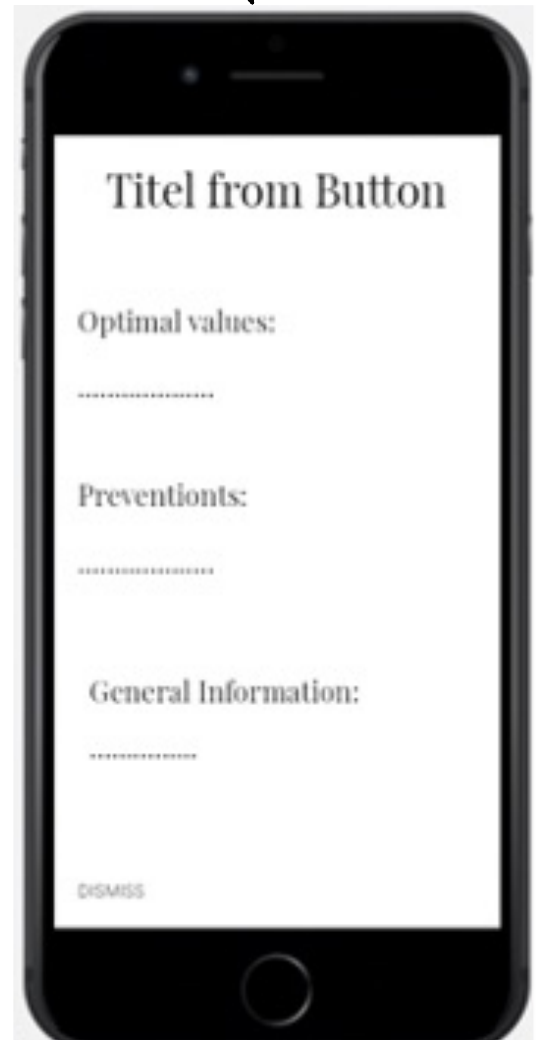 Titel from Button
Optimal values:
...................
Preventionts:
...................
General Information:
...............
DISMISS